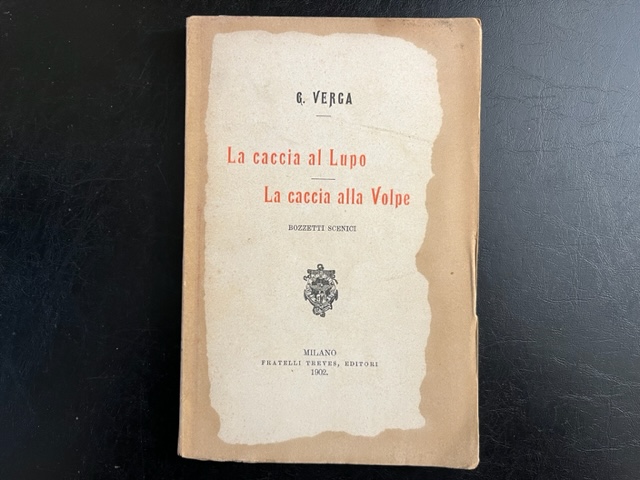 G. VERGA
La caccia al Lupo
La caccia alla Volpe
BOZZETTI SCENICI
MILANO
FRATELLI TREVES, EDITORI
1902.